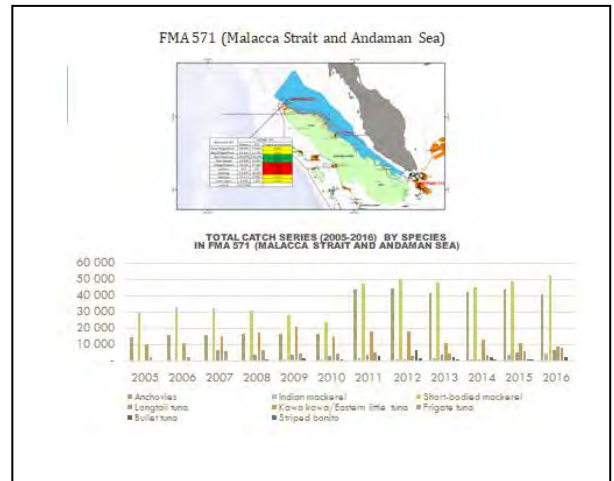 FMA 571 (Malacca Strait and Andaman Sea)
TOTAL CATCH SERIES (2005-2016) BY SPECIES
IN FMA 571 (MALACCA STRAIT AND ANDAMAN SEA)
60 000
50 000
40 000
30 000
20 000
10 000
-
2005 2006 2007 2008 2009 2010 2011 2012 2013 2014 2015 2016
Anchovies Indian mackerel Short-bodied mackerel
Longtail tuna Kawa kawa/Eastern little tuna Frigate tuna
Bullet tuna Striped bonito